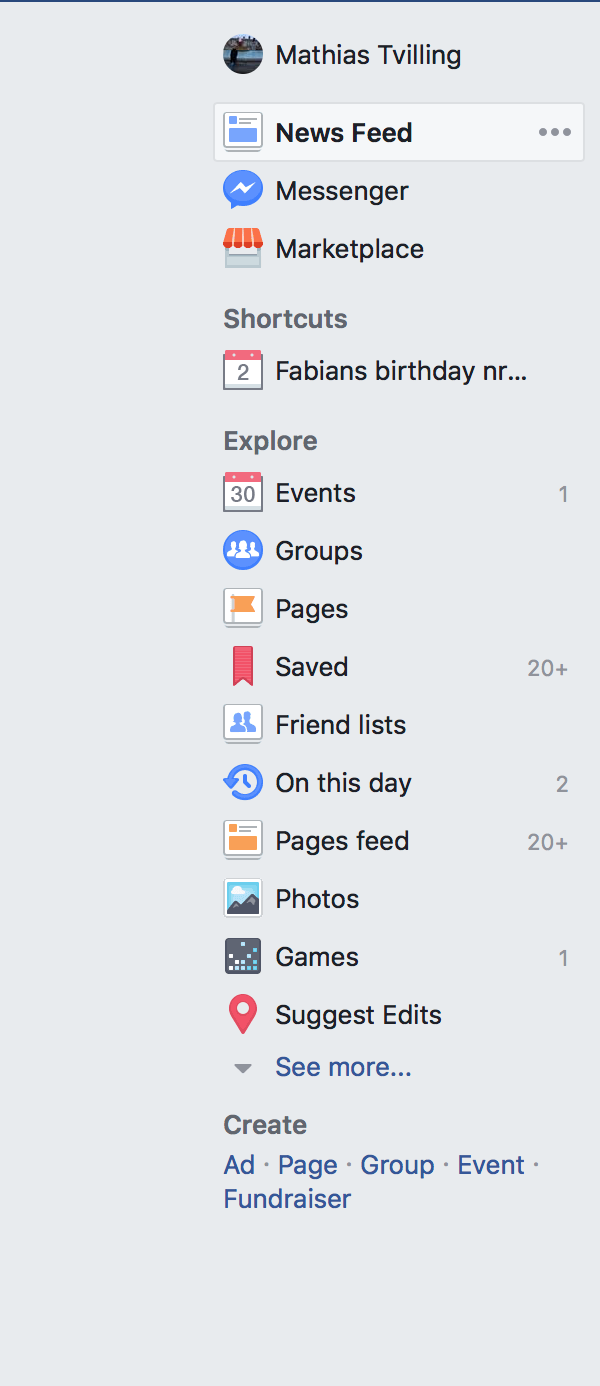 Mathias Tvilling
News Feed
Messenger
Marketplace
Shortcuts
2 Fabians birthday nr...
Explore
30 Events 1
Groups
Pages
Saved 20+
Friend lists
On this day 2
Pages feed 20+
Photos
Games 1
Suggest Edits
See more...
Create
Ad · Page · Group · Event ·
Fundraiser